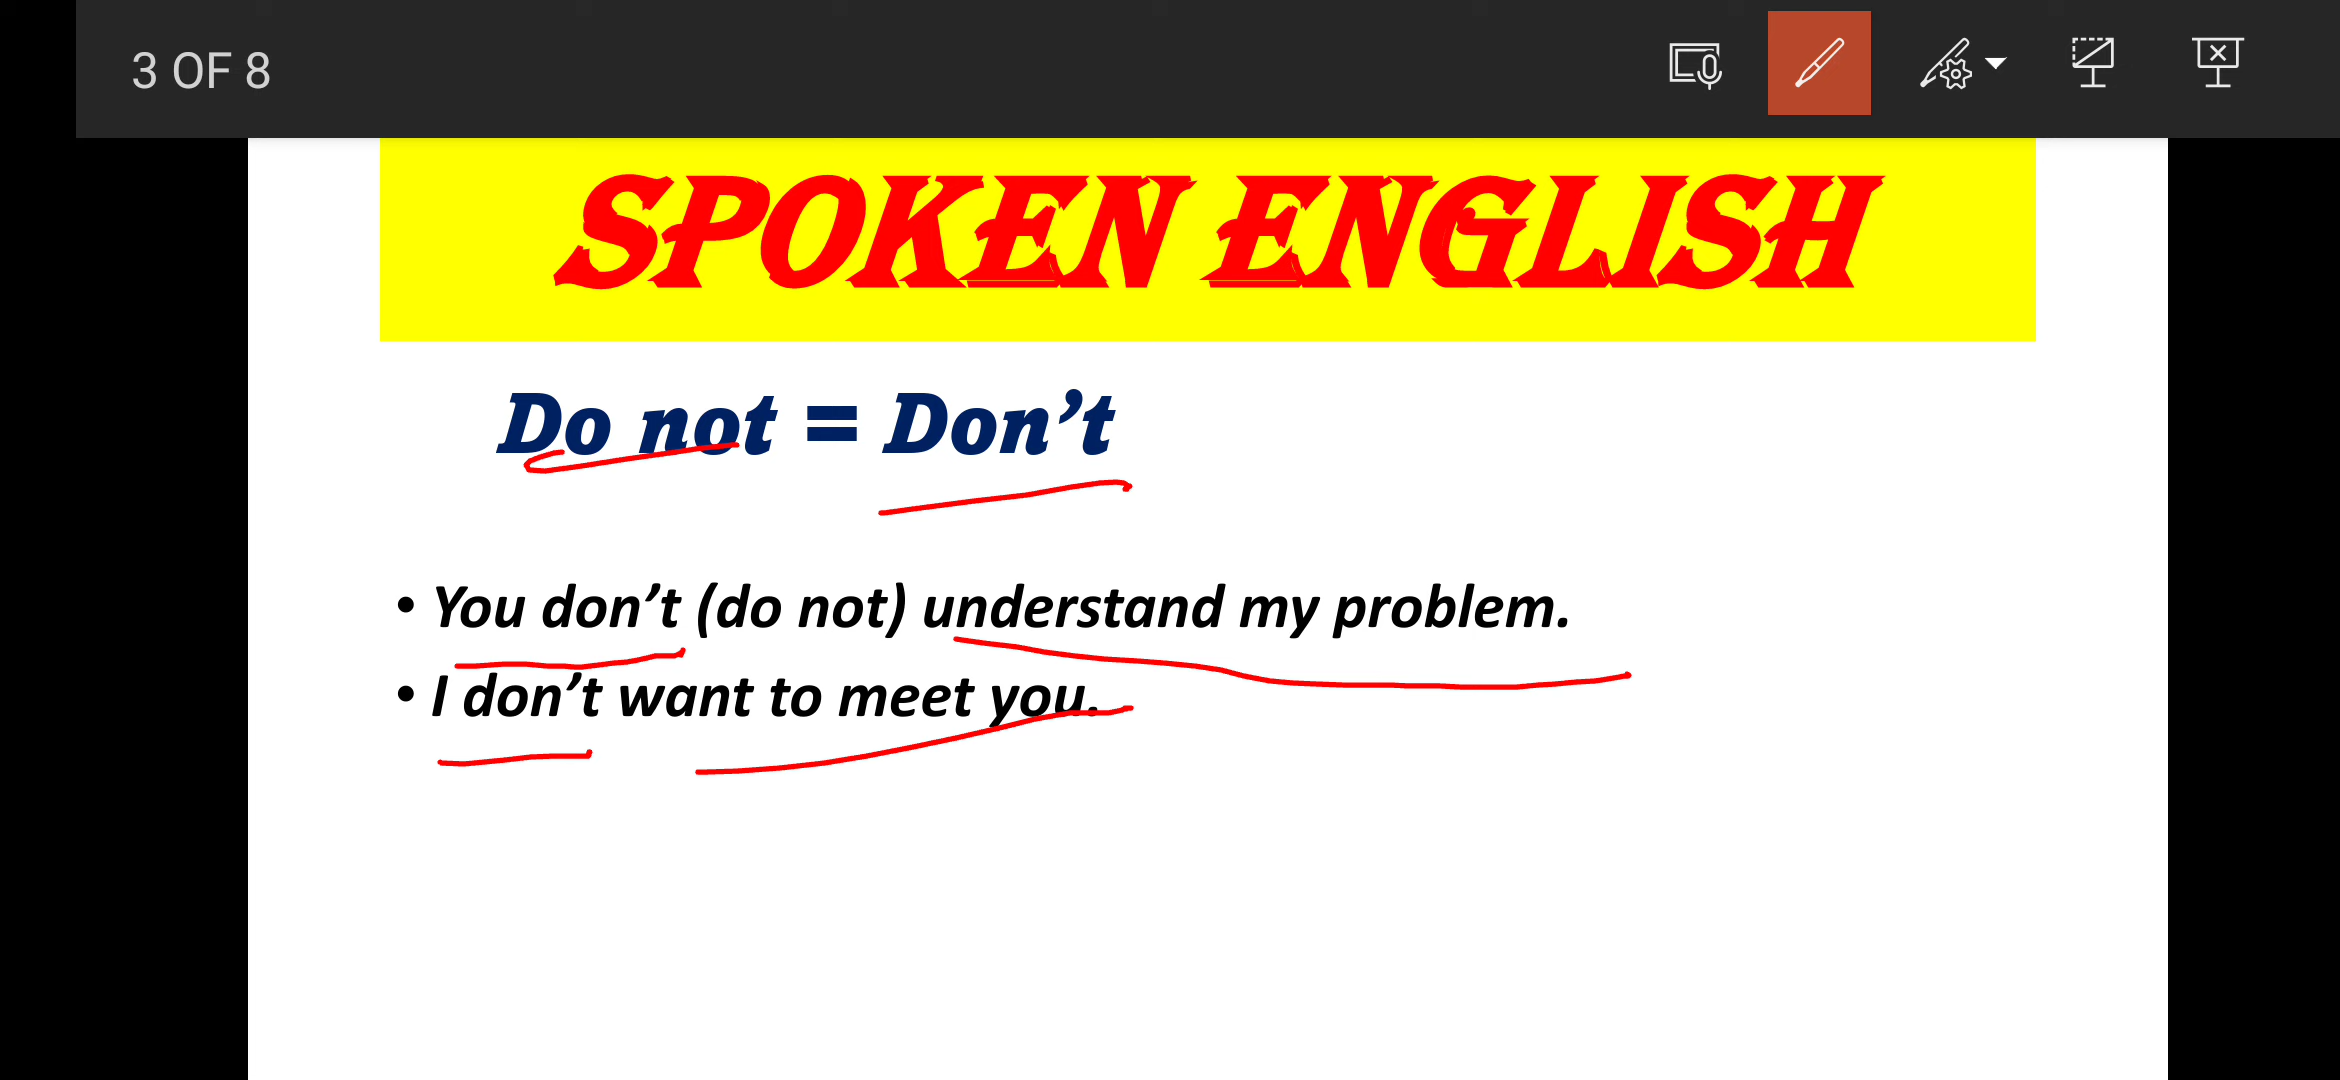 3 OF 8
SPOKEN ENGLISH
Do not = Don’t
• You don’t (do not) understand my problem.
• I don’t want to meet you.